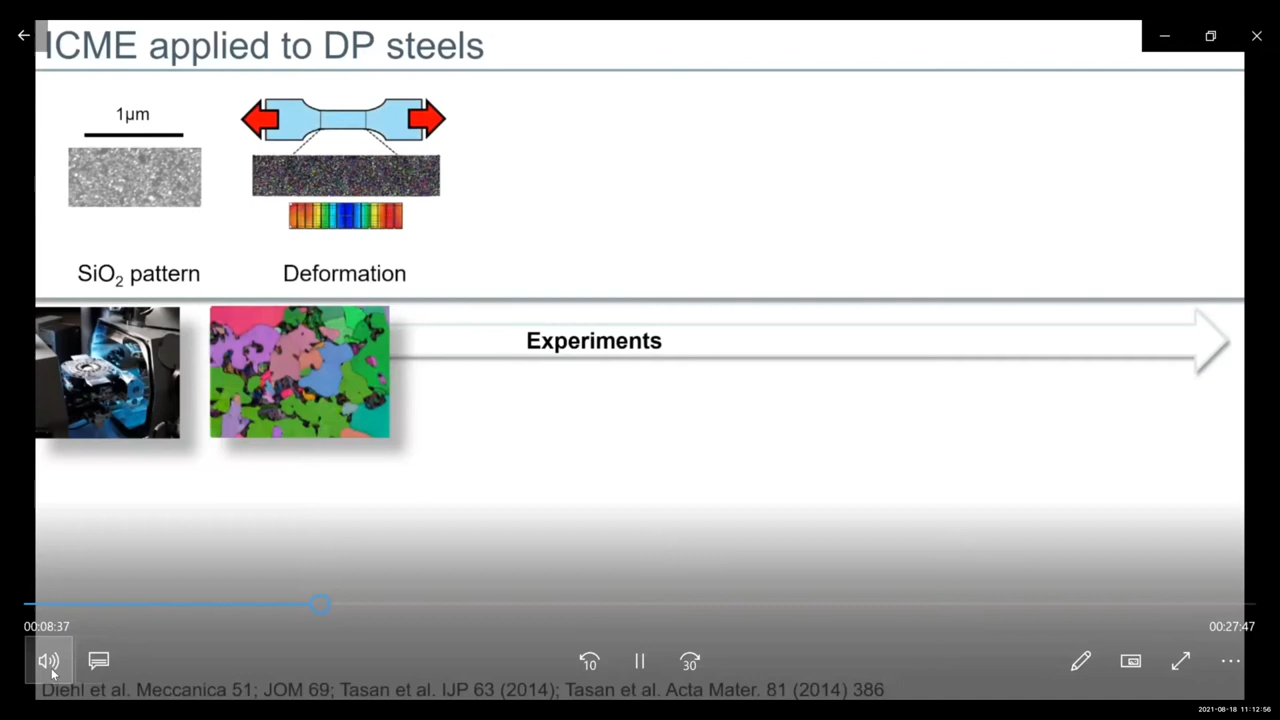 ICME applied to DP steels
1μm
SiO₂ pattern
Deformation
Experiments
00:08:37
00:27:47
10
30
Diehl et al. Meccanica 51; JOM 69; Tasan et al. IJP 63 (2014); Tasan et al. Acta Mater. 81 (2014) 386
2021-08-18 11:12:56